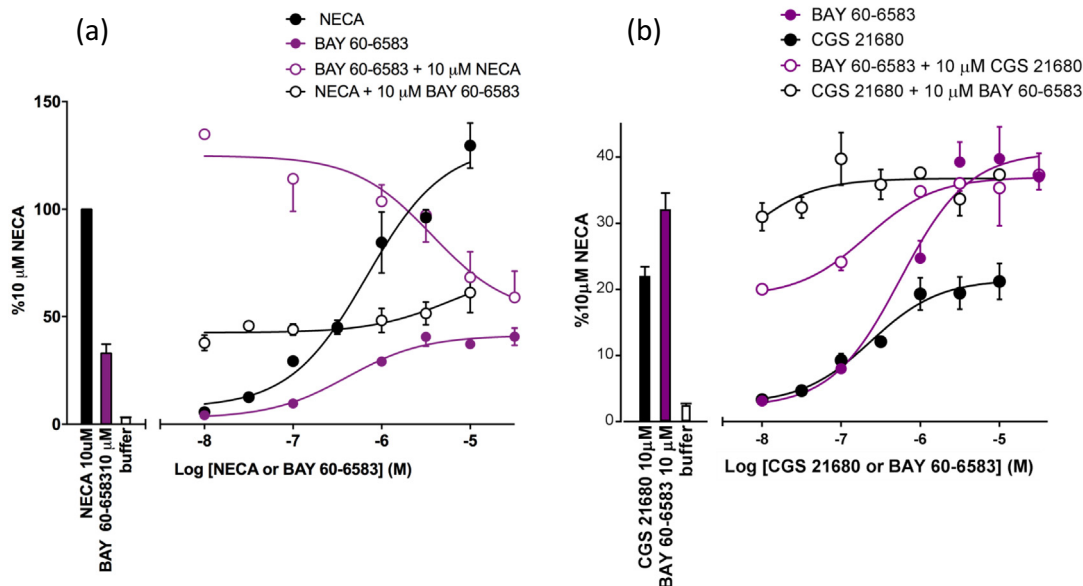 (a)
NECA
BAY 60-6583
BAY 60-6583 + 10 μM NECA
NECA + 10 μM BAY 60-6583
150
100
50
0
%10 μM NECA
NECA 10uM
BAY 60-658310 μM
buffer
-8 -7 -6 -5
Log [NECA or BAY 60-6583] (M)
(b)
BAY 60-6583
CGS 21680
BAY 60-6583 + 10 μM CGS 21680
CGS 21680 + 10 μM BAY 60-6583
40
30
20
10
0
%10μM NECA
CGS 21680 10μM
BAY 60-6583 10 μM
buffer
-8 -7 -6 -5
Log [CGS 21680 or BAY 60-6583] (M)